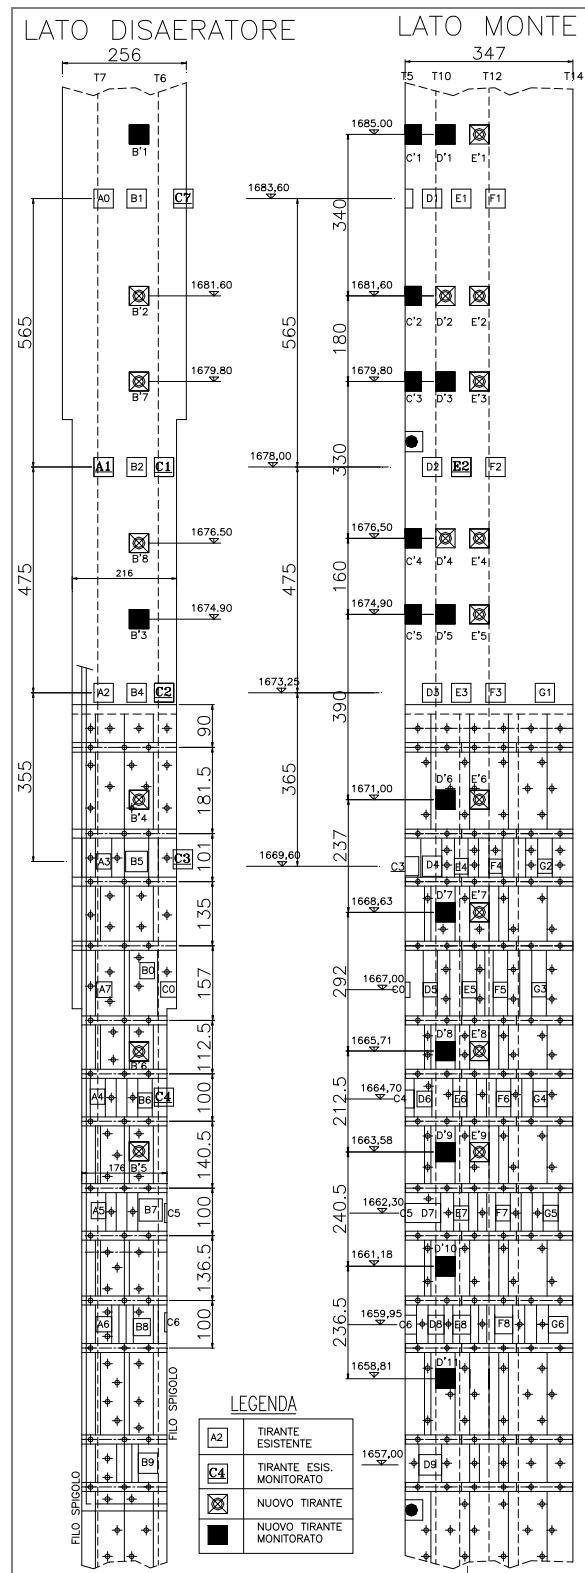 LATO DISAERATORE
LATO MONTE
256
347
T7
T6
T5
T10
T12
T14
1685.00
B'1
C'1
D'1
E'1
1683,60
A0
B1
C7
D1
E1
F1
340
1681.60
1681,60
B'2
C'2
D'2
E'2
565
565
180
1679.80
1679,80
B'7
C'3
D'3
E'3
330
1678,00
A1
B2
C1
D2
E2
F2
1676.50
1676,50
B'8
C'4
D'4
E'4
475
216
475
160
1674.90
1674,90
B'3
C'5
D'5
E'5
1673,25
A2
B4
C2
D3
E3
F3
G1
390
90
355
181.5
365
D'6
E'6
1671,00
B'4
237
101
1669,60
A3
B5
C3
C3
D4
E4
F4
G2
D'7
E'7
1668,63
135
157
292
1667,00
B0
A7
C0
C0
D5
E5
F5
G3
D'8
E'8
1665,71
112.5
B'6
1664,70
212.5
A4
B6
C4
100
C4
D6
E6
F6
G4
D'9
E'9
1663,58
140.5
176
B'5
240.5
1662,30
A5
B7
C5
100
C5
D7
E7
F7
G5
D'10
1661,18
136.5
236.5
1659,95
A6
B8
C6
100
C6
D8
E8
F8
G6
D'11
1658,81
FILO SPIGOLO
LEGENDA
A2
TIRANTE
ESISTENTE
1657,00
B9
D9
C4
TIRANTE ESIS.
MONITORATO
FILO SPIGOLO
NUOVO TIRANTE
NUOVO TIRANTE
MONITORATO